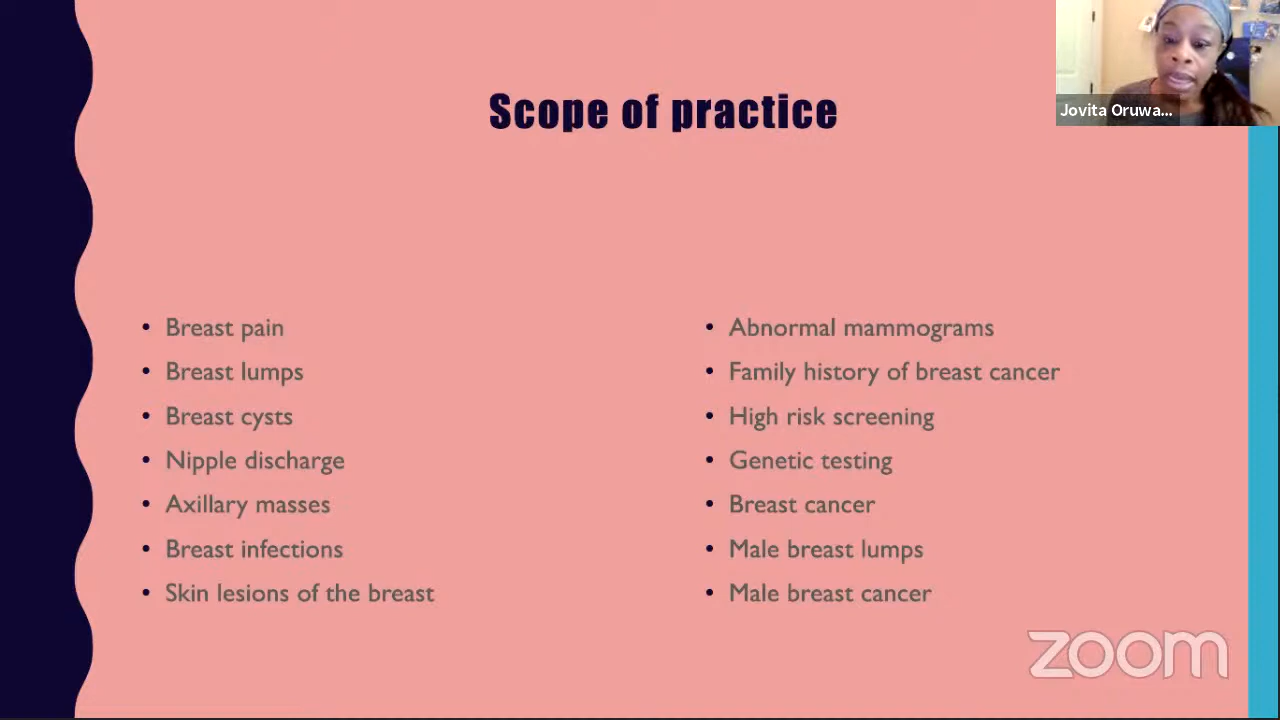 Scope of practice
Jovita Oruwa...
Breast pain
Breast lumps
Breast cysts
Nipple discharge
Axillary masses
Breast infections
Skin lesions of the breast
Abnormal mammograms
Family history of breast cancer
High risk screening
Genetic testing
Breast cancer
Male breast lumps
Male breast cancer
zoom